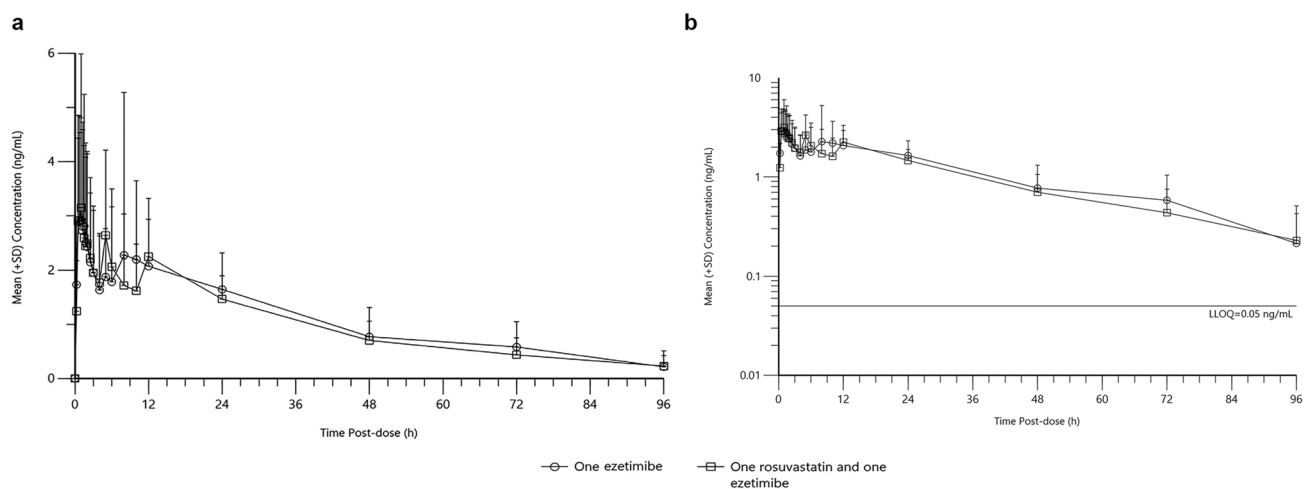 a
6
4
2
0
Mean (+SD) Concentration (ng/mL)
0 12 24 36 48 60 72 84 96
Time Post-dose (h)
b
10
1
0.1
0.01
Mean (+SD) Concentration (ng/mL)
LLOQ=0.05 ng/mL
0 12 24 36 48 60 72 84 96
Time Post-dose (h)
One ezetimibe
One rosuvastatin and one
ezetimibe